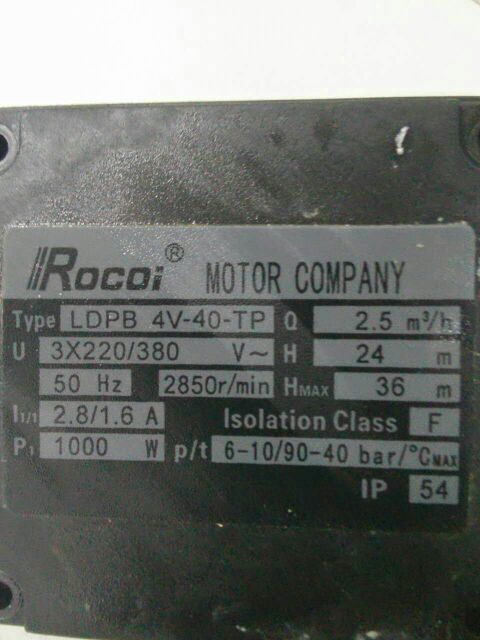 Rocoi® MOTOR COMPANY
Type LDPB 4V-40-TP Q 2.5 m³/h
U 3X220/380 V~ H 24 m
50 Hz 2850r/min HMAX 36 m
I1/1 2.8/1.6 A Isolation Class F
P1 1000 W p/t 6-10/90-40 bar/°CMAX
IP 54